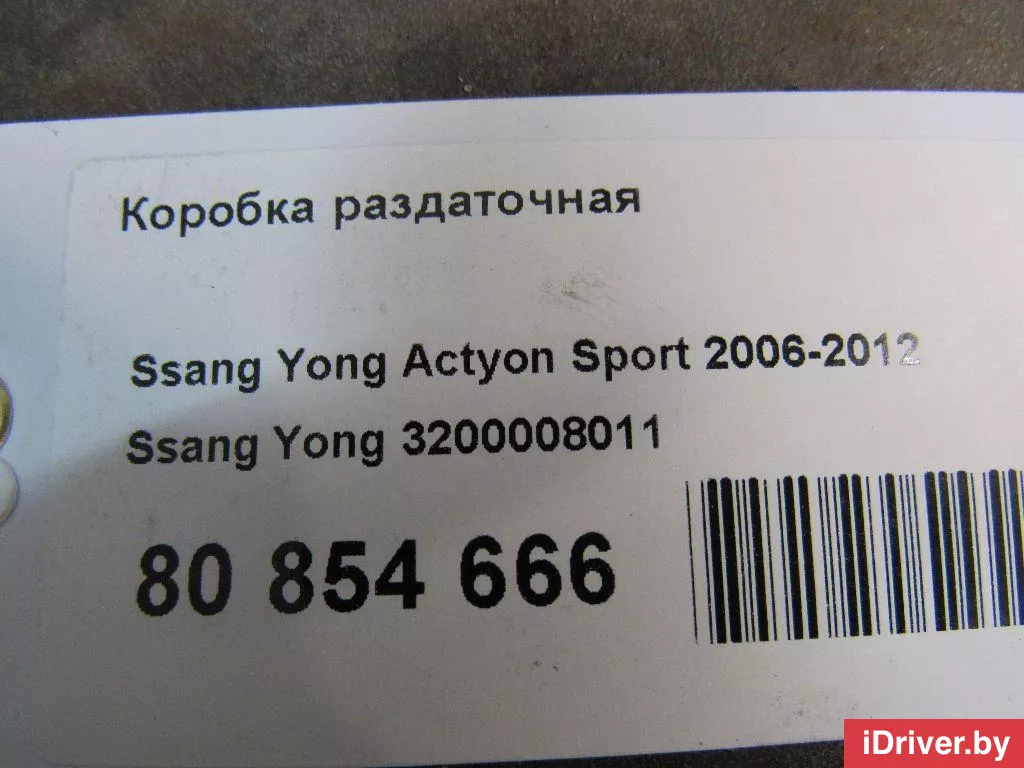 Коробка раздаточная
Ssang Yong Actyon Sport 2006-2012
Ssang Yong 3200008011
80 854 666
iDriver.by